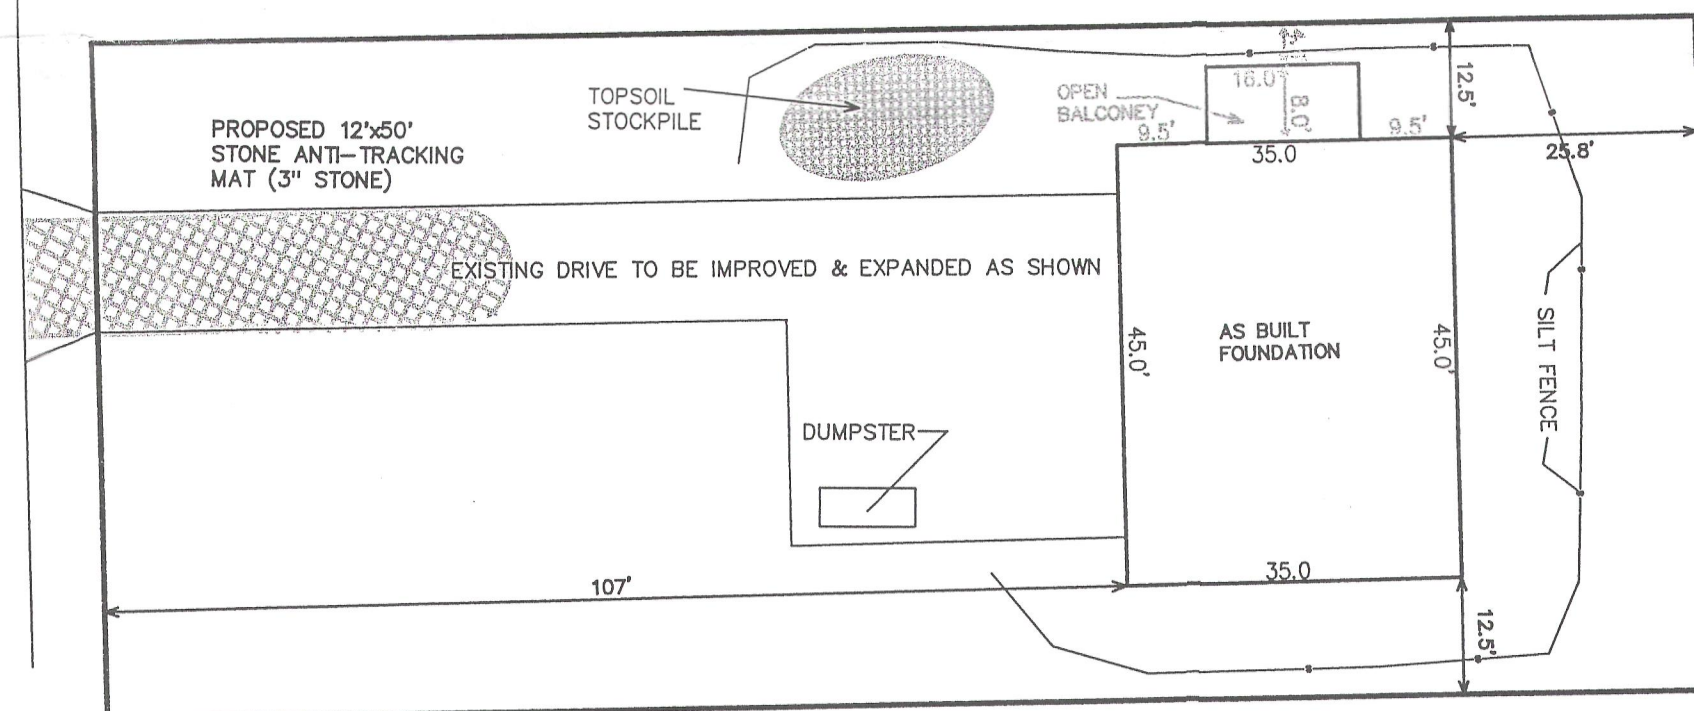 TOPSOIL
STOCKPILE
PROPOSED 12'x50'
STONE ANTI-TRACKING
MAT (3" STONE)
OPEN
BALCONEY
16.0'
8.0'
9.5'
9.5'
35.0
12.5'
25.8'
EXISTING DRIVE TO BE IMPROVED & EXPANDED AS SHOWN
AS BUILT
FOUNDATION
45.0'
45.0'
SILT FENCE
DUMPSTER
107'
35.0
12.5'